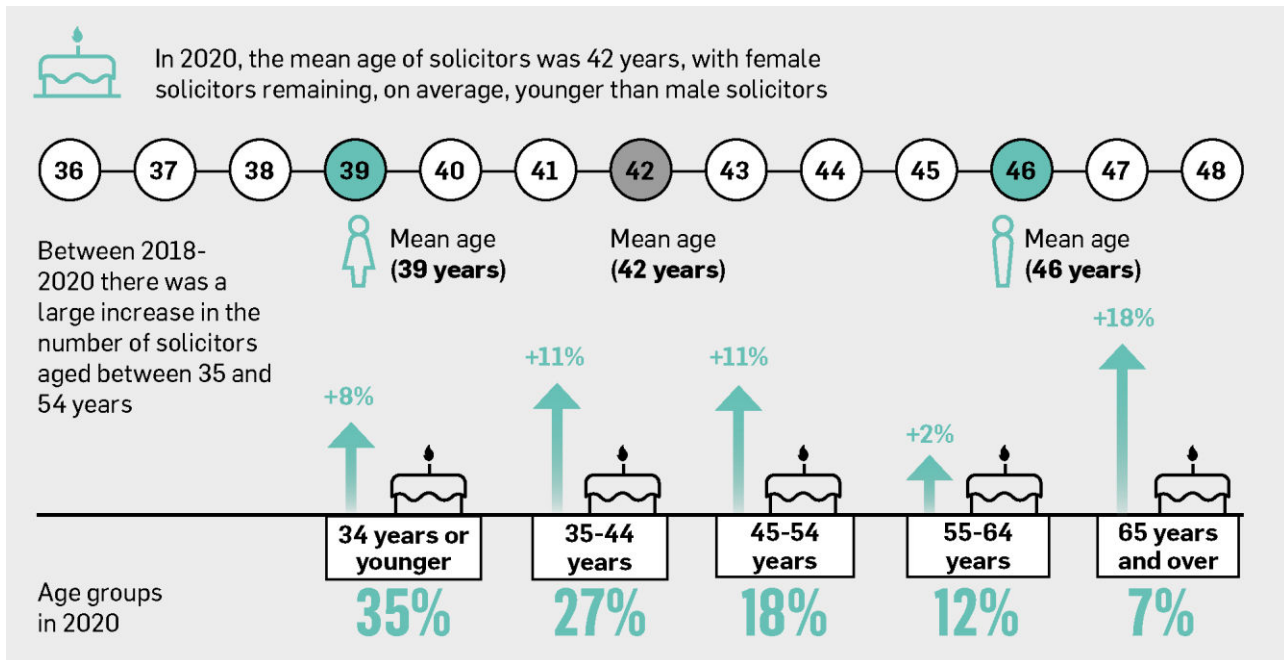 In 2020, the mean age of solicitors was 42 years, with female
solicitors remaining, on average, younger than male solicitors
36 37 38 39 40 41 42 43 44 45 46 47 48
Mean age
(39 years)
Mean age
(42 years)
Mean age
(46 years)
Between 2018-
2020 there was a
large increase in the
number of solicitors
aged between 35 and
54 years
+8%
+11%
+11%
+2%
+18%
34 years or
younger
35-44
years
45-54
years
55-64
years
65 years
and over
Age groups
in 2020
35% 27% 18% 12% 7%